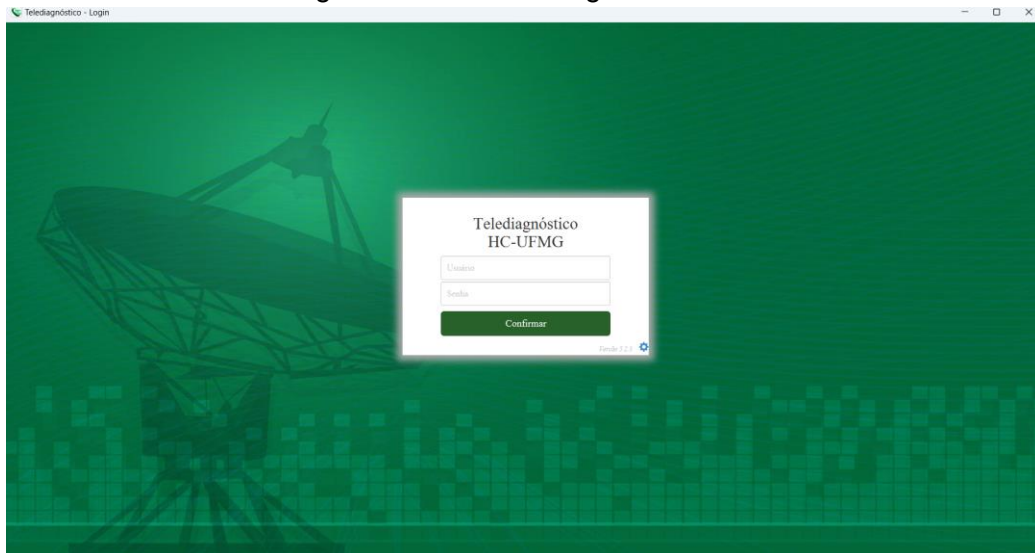 Telediagnóstico - Login
Telediagnóstico
HC-UFMG
Usuário
Senha
Confirmar